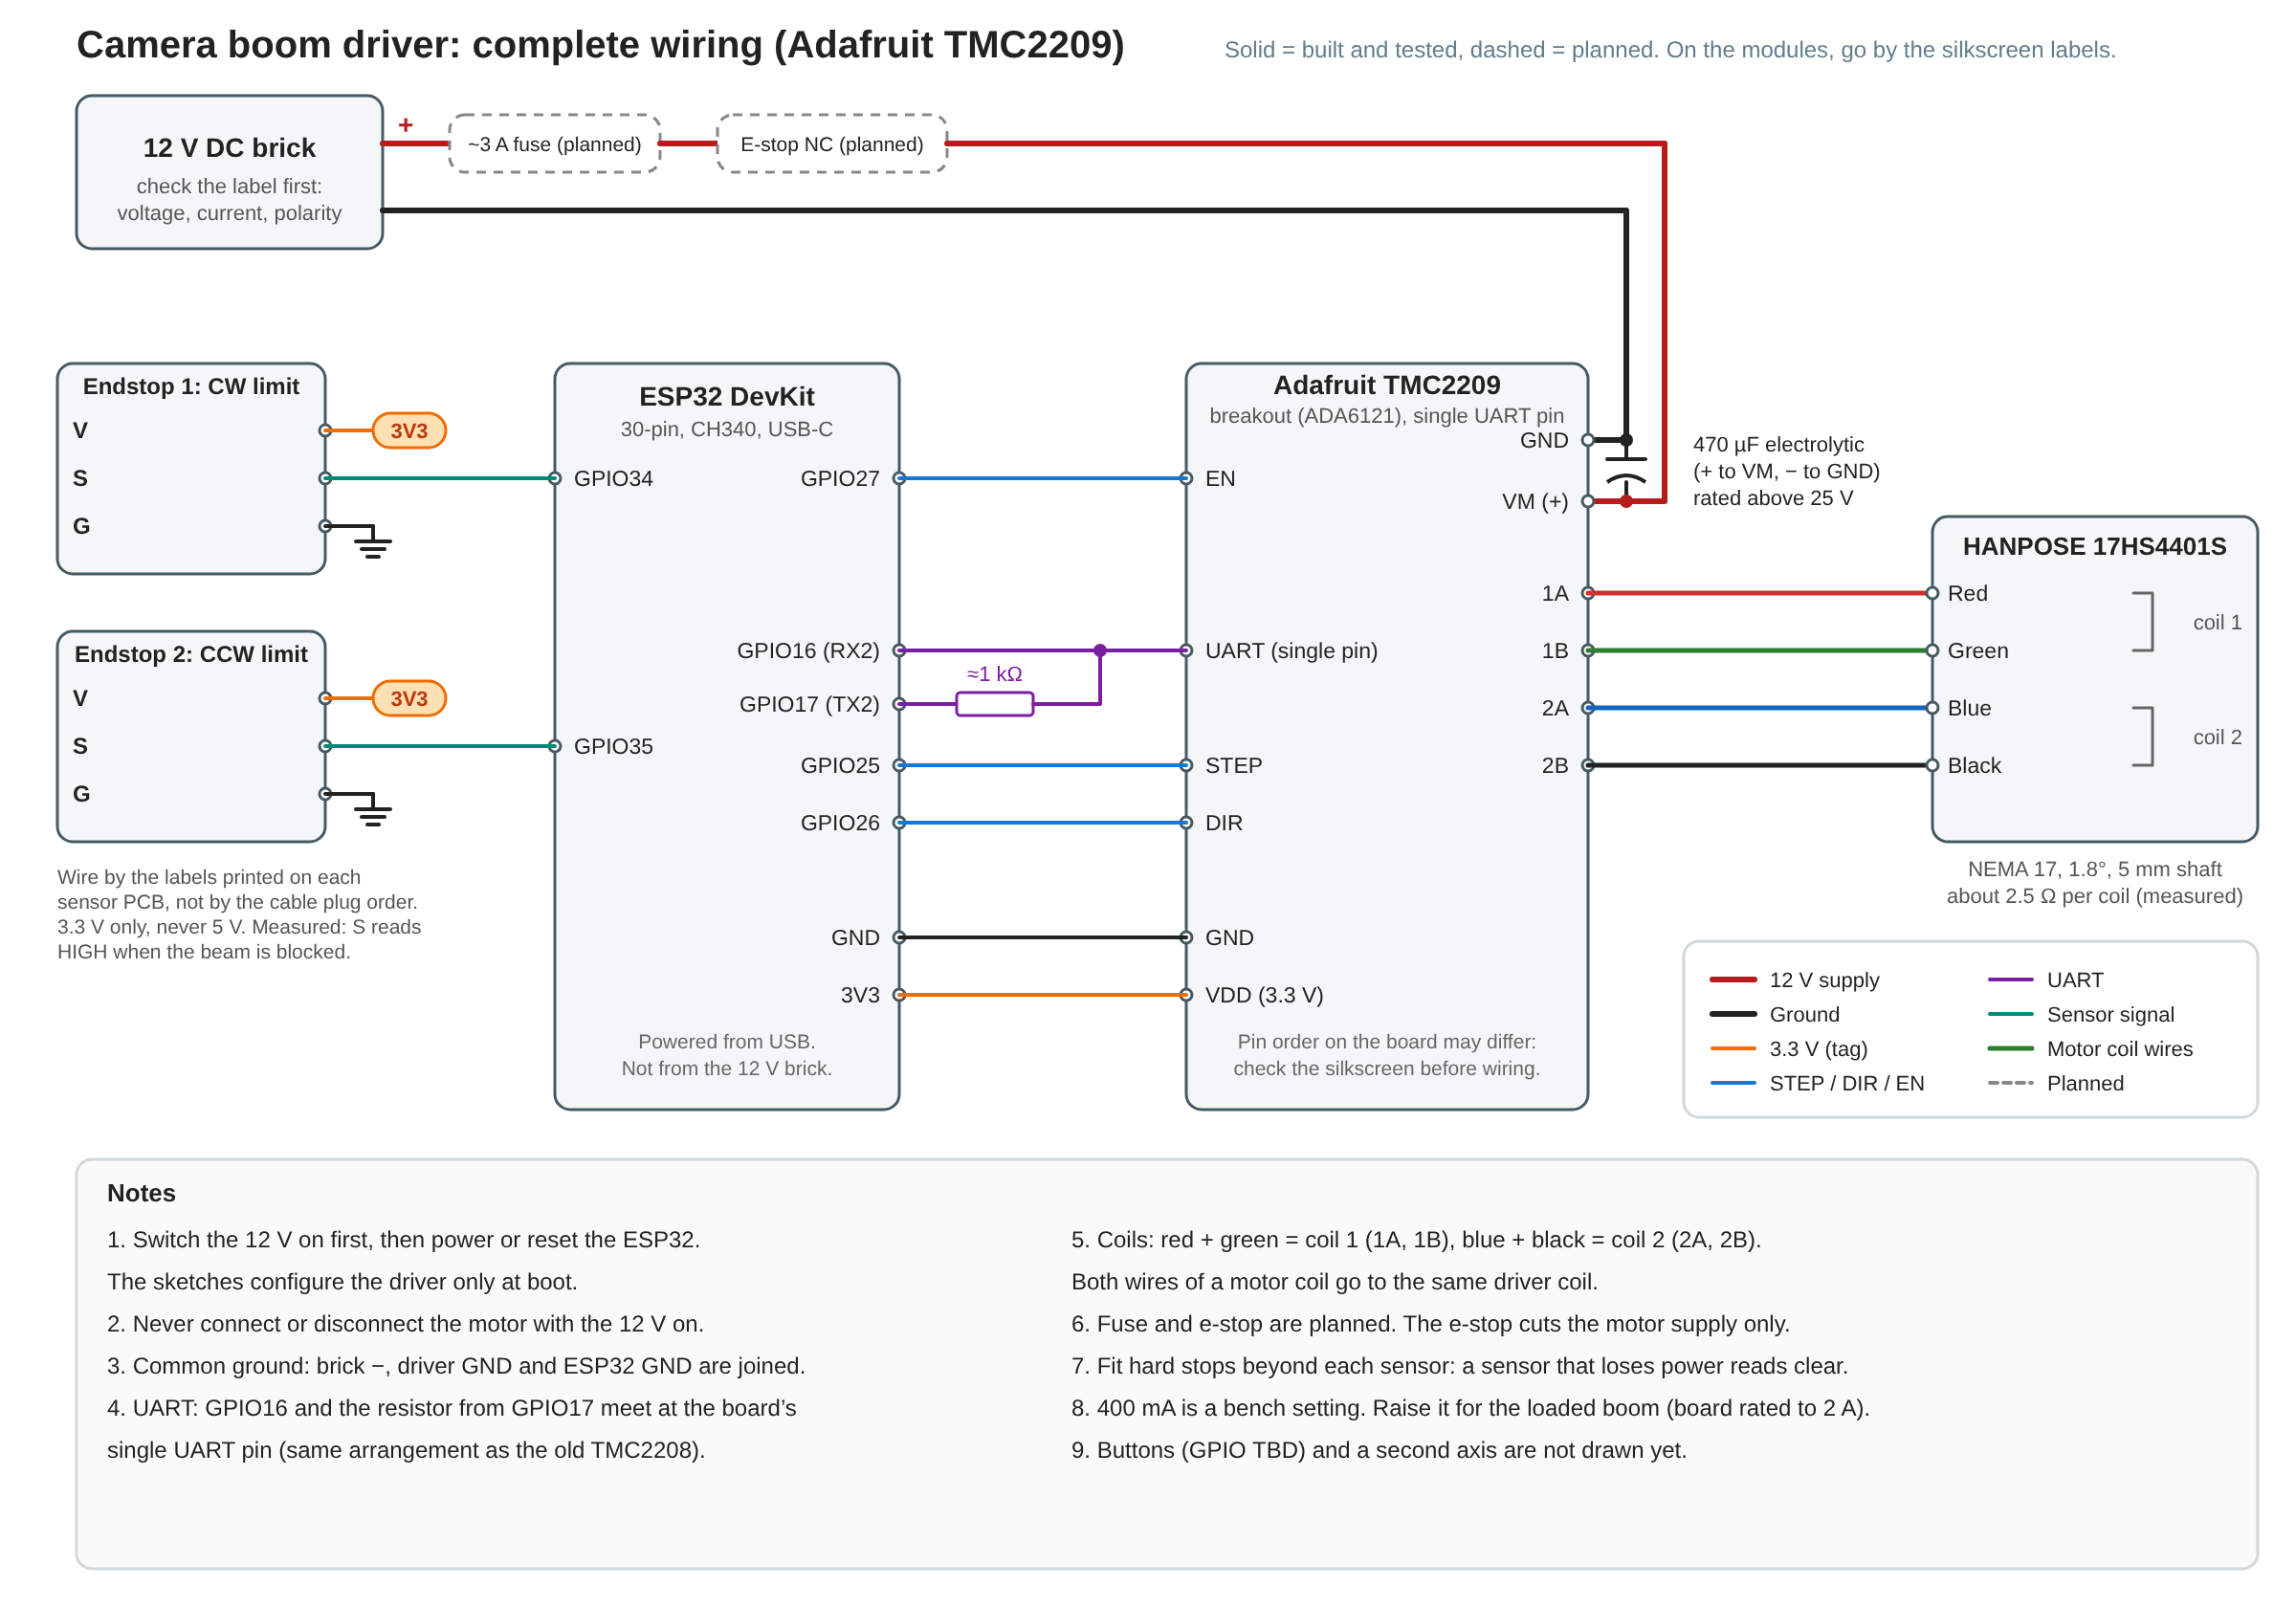 Camera boom driver: complete wiring (Adafruit TMC2209)
Solid = built and tested, dashed = planned. On the modules, go by the silkscreen labels.
12 V DC brick
check the label first:
voltage, current, polarity
+
~3 A fuse (planned)
E-stop NC (planned)
Endstop 1: CW limit
V
3V3
S
G
Endstop 2: CCW limit
V
3V3
S
G
Wire by the labels printed on each
sensor PCB, not by the cable plug order.
3.3 V only, never 5 V. Measured: S reads
HIGH when the beam is blocked.
ESP32 DevKit
30-pin, CH340, USB-C
GPIO34
GPIO27
GPIO16 (RX2)
GPIO17 (TX2)
GPIO35
GPIO25
GPIO26
GND
3V3
Powered from USB.
Not from the 12 V brick.
≈1 kΩ
Adafruit TMC2209
breakout (ADA6121), single UART pin
GND
EN
VM (+)
1A
UART (single pin)
1B
2A
STEP
2B
DIR
GND
VDD (3.3 V)
Pin order on the board may differ:
check the silkscreen before wiring.
470 µF electrolytic
(+ to VM, − to GND)
rated above 25 V
HANPOSE 17HS4401S
Red
coil 1
Green
Blue
coil 2
Black
NEMA 17, 1.8°, 5 mm shaft
about 2.5 Ω per coil (measured)
12 V supply
Ground
3.3 V (tag)
STEP / DIR / EN
UART
Sensor signal
Motor coil wires
Planned
Notes
1. Switch the 12 V on first, then power or reset the ESP32.
The sketches configure the driver only at boot.
2. Never connect or disconnect the motor with the 12 V on.
3. Common ground: brick −, driver GND and ESP32 GND are joined.
4. UART: GPIO16 and the resistor from GPIO17 meet at the board’s
single UART pin (same arrangement as the old TMC2208).
5. Coils: red + green = coil 1 (1A, 1B), blue + black = coil 2 (2A, 2B).
Both wires of a motor coil go to the same driver coil.
6. Fuse and e-stop are planned. The e-stop cuts the motor supply only.
7. Fit hard stops beyond each sensor: a sensor that loses power reads clear.
8. 400 mA is a bench setting. Raise it for the loaded boom (board rated to 2 A).
9. Buttons (GPIO TBD) and a second axis are not drawn yet.